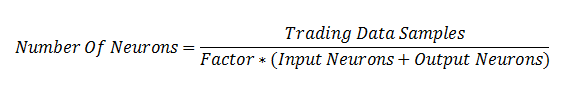 Number Of Neurons = Trading Data Samples / Factor * (Input Neurons + Output Neurons)